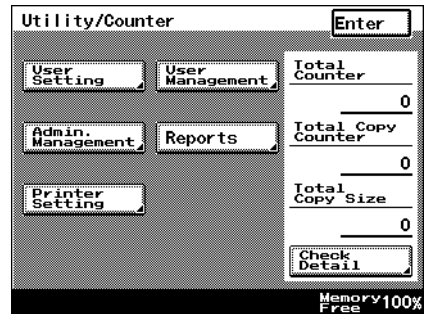 Utility/Counter
Enter
User
Setting
User
Management
Admin.
Management
Reports
Printer
Setting
Total
Counter
0
Total Copy
Counter
0
Total
Copy Size
0
Check
Detail
Memory
Free 100%